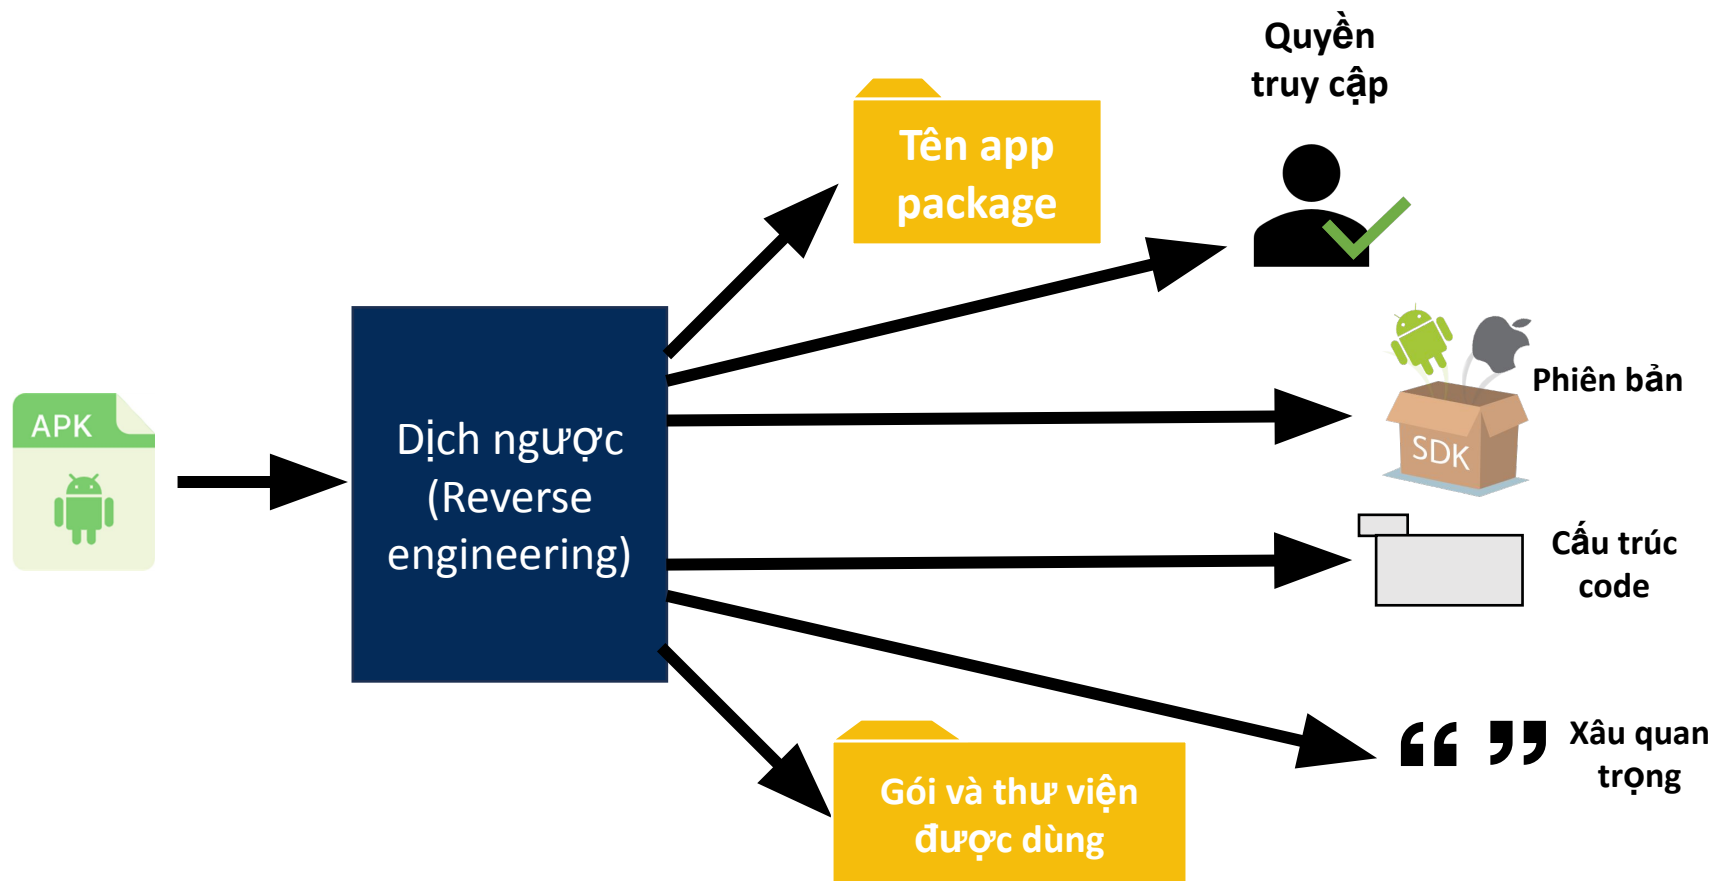 Quyền
truy cập
Tên app
package
Phiên bản
SDK
APK
Dịch ngược
(Reverse
engineering)
Cấu trúc
code
Xâu quan
trọng
“ ”
Gói và thư viện
được dùng